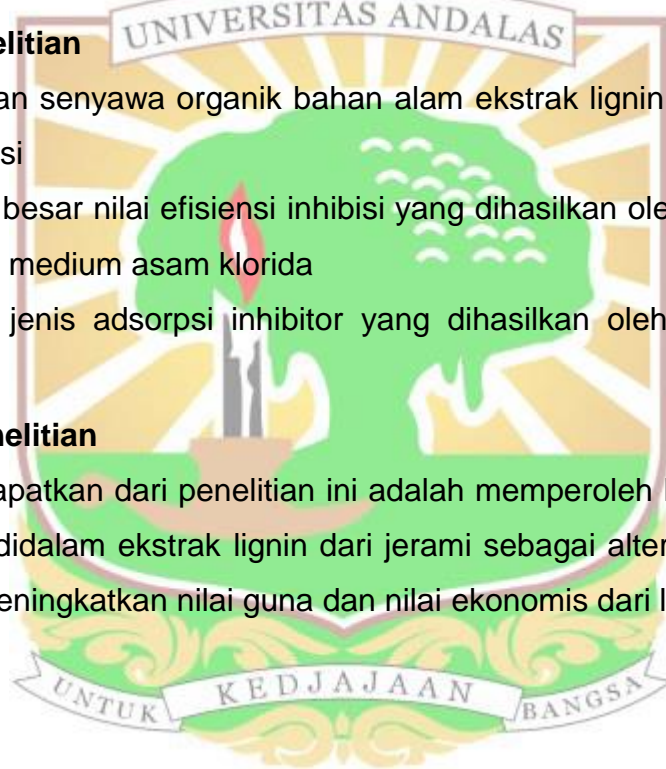 UNIVERSITAS ANDALAS
elitian
an senyawa organik bahan alam ekstrak lignin
si
besar nilai efisiensi inhibisi yang dihasilkan ole
medium asam klorida
jenis adsorpsi inhibitor yang dihasilkan oleh
nelitian
apatkan dari penelitian ini adalah memperoleh
didalam ekstrak lignin dari jerami sebagai alter
eningkatkan nilai guna dan nilai ekonomis dari l
UNTUK KEDJAJAAN BANGSA